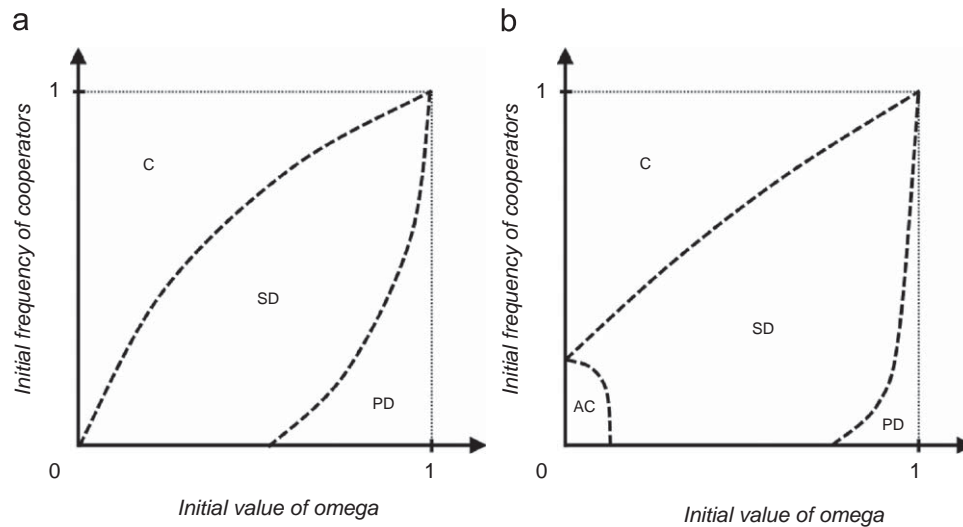 a
Initial frequency of cooperators
1
C
SD
PD
0
1
Initial value of omega
b
Initial frequency of cooperators
1
C
SD
AC
PD
0
1
Initial value of omega